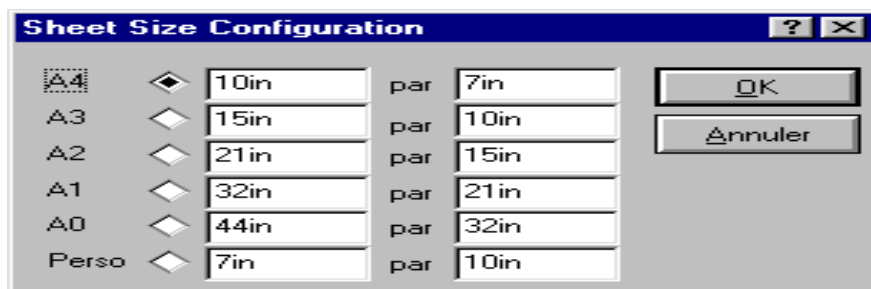 Sheet Size Configuration ? ×
A4 10in par 7in OK
A3 15in par 10in Annuler
A2 21in par 15in
A1 32in par 21in
A0 44in par 32in
Perso 7in par 10in